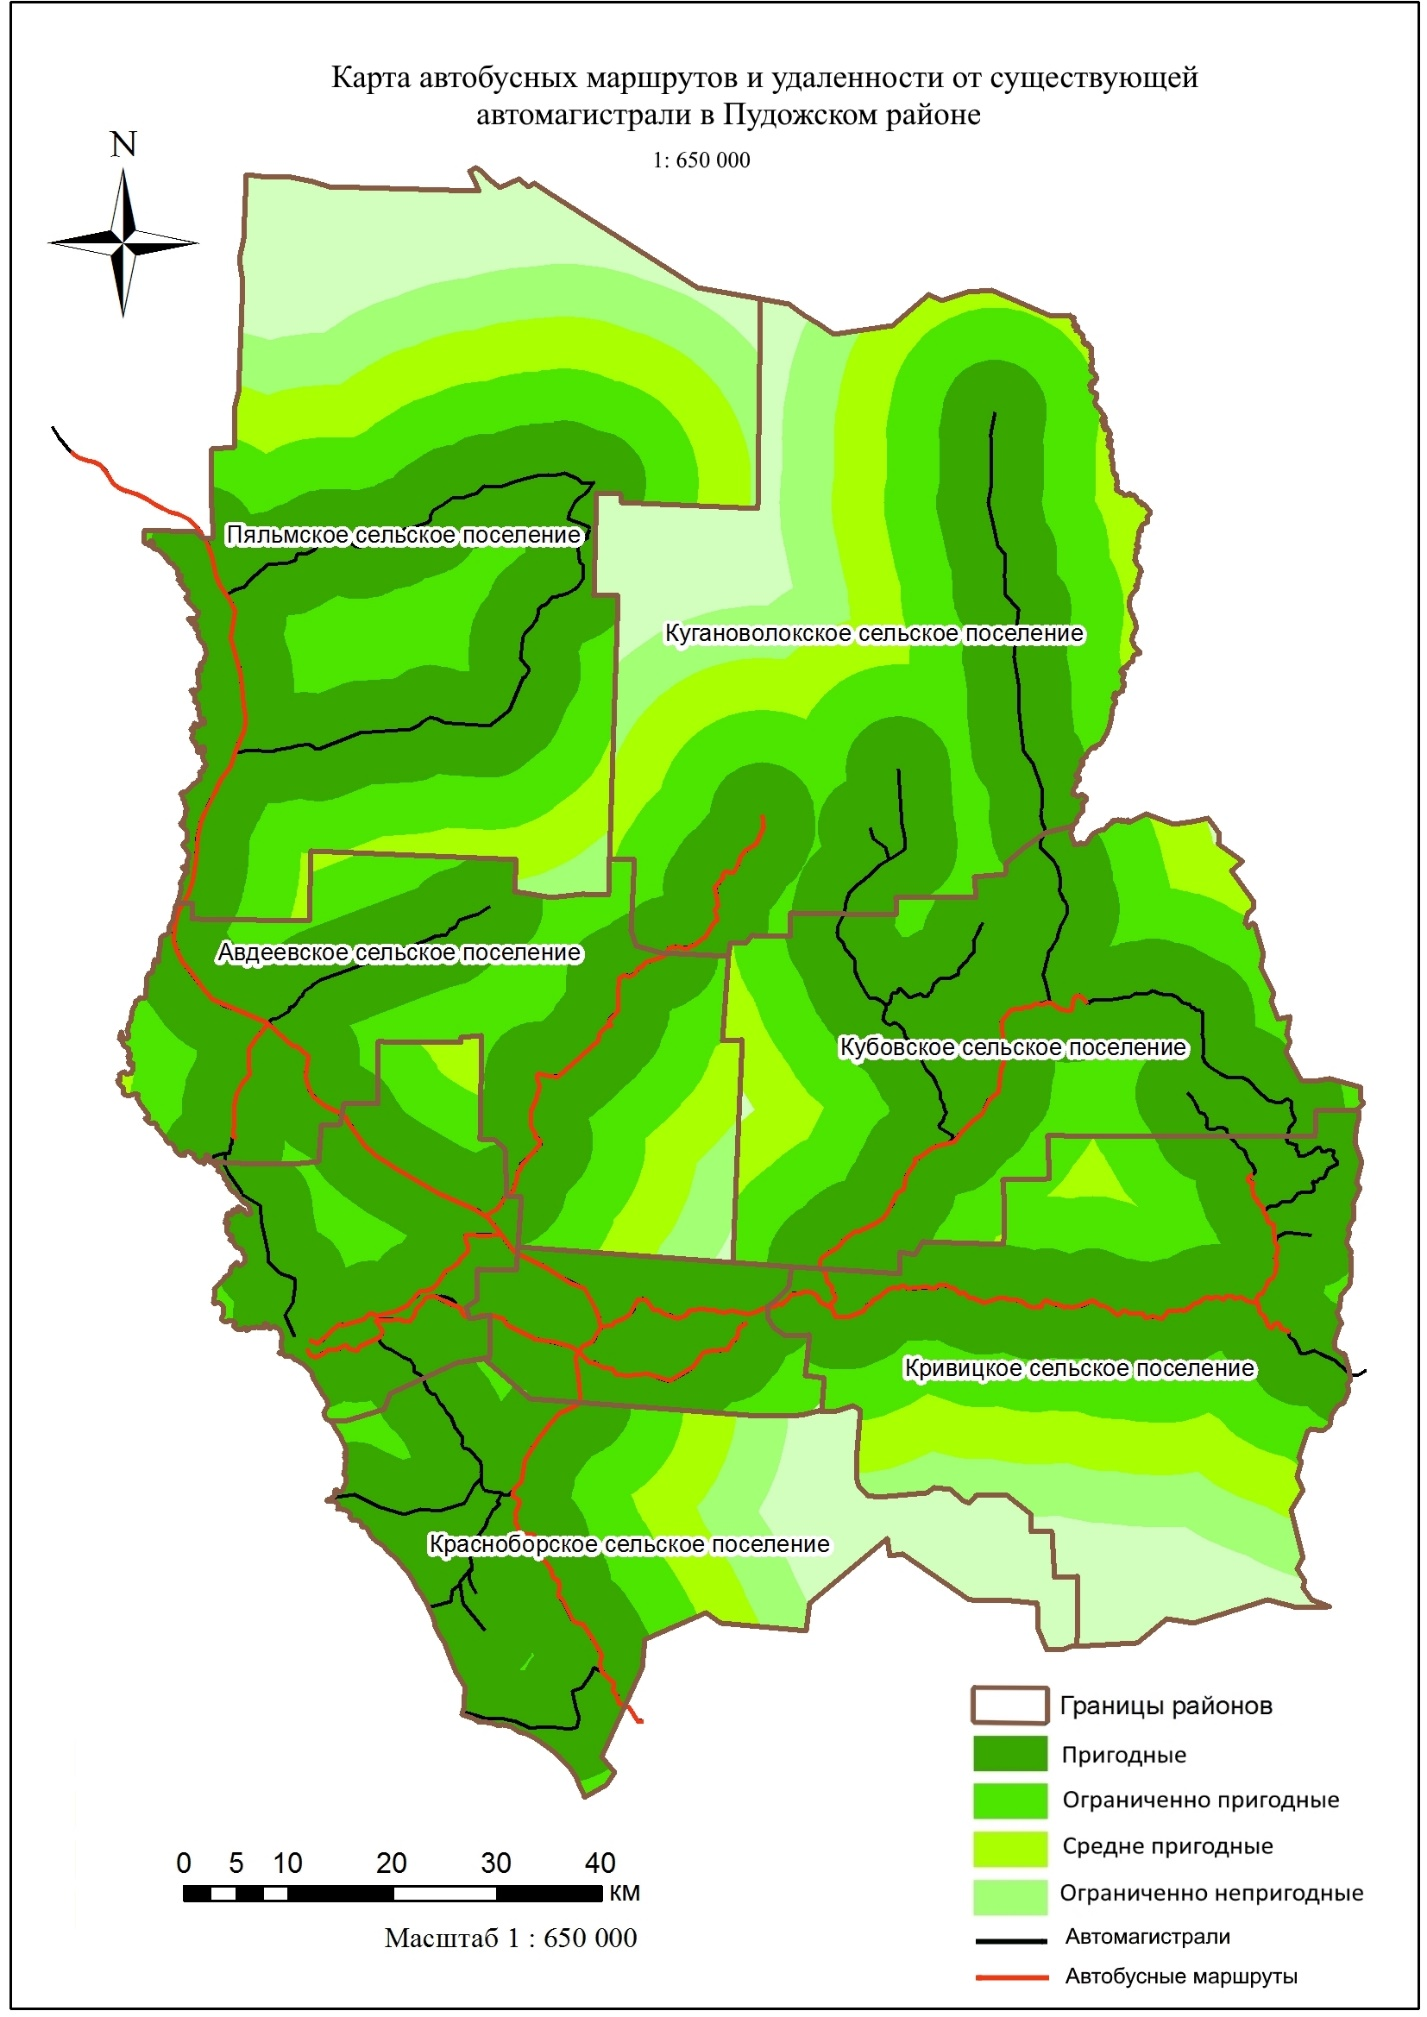 Карта автобусных маршрутов и удаленности от существующей
автомагистрали в Пудожском районе
1: 650 000
N
Пяльмское сельское поселение
Кугановолокское сельское поселение
Авдеевское сельское поселение
Кубовское сельское поселение
Кривицкое сельское поселение
Красноборское сельское поселение
Границы районов
Пригодные
Ограниченно пригодные
Средне пригодные
Ограниченно непригодные
Автомагистрали
Автобусные маршруты
0 5 10 20 30 40
км
Масштаб 1 : 650 000